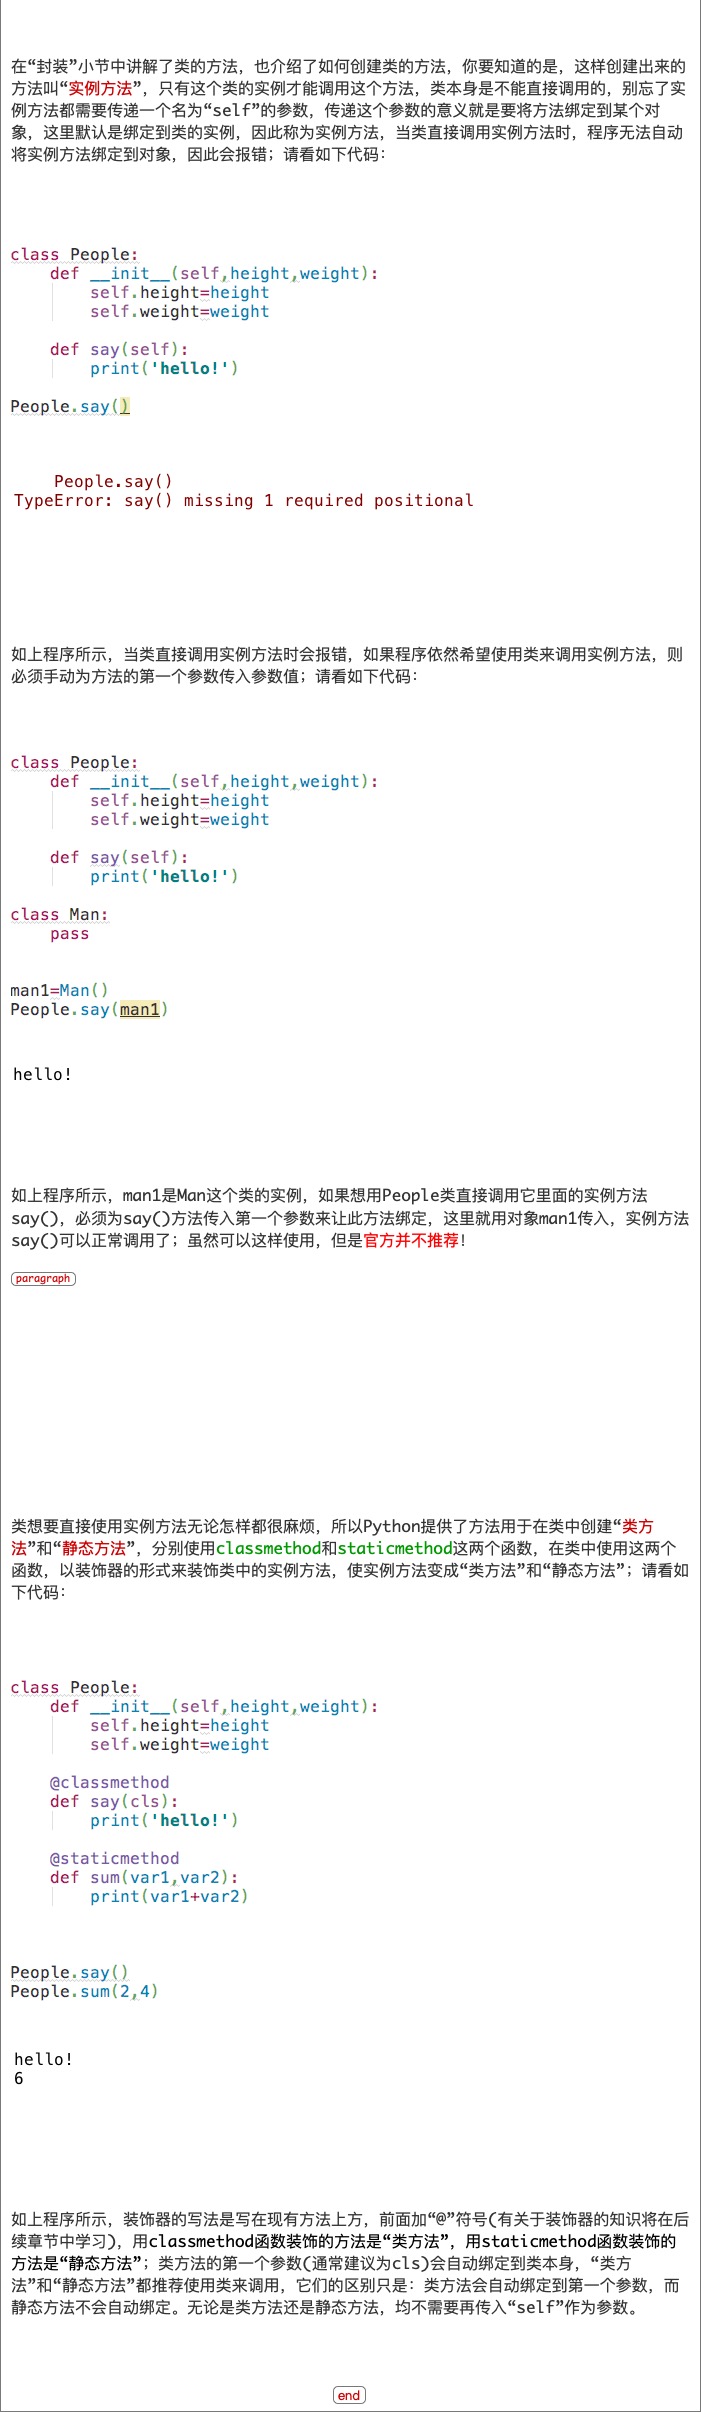 在“封装”小节中讲解了类的方法，也介绍了如何创建类的方法，你要知道的是，这样创建出来的
方法叫“实例方法”，只有这个类的实例才能调用这个方法，类本身是不能直接调用的，别忘了实
例方法都需要传递一个名为“self”的参数，传递这个参数的意义就是要将方法绑定到某个对
象，这里默认是绑定到类的实例，因此称为实例方法，当类直接调用实例方法时，程序无法自动
将实例方法绑定到对象，因此会报错；请看如下代码：
class People:
    def __init__(self,height,weight):
        self.height=height
        self.weight=weight
    def say(self):
        print('hello!')
People.say()
    People.say()
TypeError: say() missing 1 required positional
如上程序所示，当类直接调用实例方法时会报错，如果程序依然希望使用类来调用实例方法，则
必须手动为方法的第一个参数传入参数值；请看如下代码：
class People:
    def __init__(self,height,weight):
        self.height=height
        self.weight=weight
    def say(self):
        print('hello!')
class Man:
    pass
man1=Man()
People.say(man1)
hello!
如上程序所示，man1是Man这个类的实例，如果想用People类直接调用它里面的实例方法
say()，必须为say()方法传入第一个参数来让此方法绑定，这里就用对象man1传入，实例方法
say()可以正常调用了；虽然可以这样使用，但是官方并不推荐！
paragraph
类想要直接使用实例方法无论怎样都很麻烦，所以Python提供了方法用于在类中创建“类方
法”和“静态方法”，分别使用classmethod和staticmethod这两个函数，在类中使用这两个
函数，以装饰器的形式来装饰类中的实例方法，使实例方法变成“类方法”和“静态方法”；请看如
下代码：
class People:
    def __init__(self,height,weight):
        self.height=height
        self.weight=weight
    @classmethod
    def say(cls):
        print('hello!')
    @staticmethod
    def sum(var1,var2):
        print(var1+var2)
People.say()
People.sum(2,4)
hello!
6
如上程序所示，装饰器的写法是写在现有方法上方，前面加“@”符号(有关于装饰器的知识将在后
续章节中学习)，用classmethod函数装饰的方法是“类方法”，用staticmethod函数装饰的
方法是“静态方法”；类方法的第一个参数(通常建议为cls)会自动绑定到类本身，“类方
法”和“静态方法”都推荐使用类来调用，它们的区别只是：类方法会自动绑定到第一个参数，而
静态方法不会自动绑定。无论是类方法还是静态方法，均不需要再传入“self”作为参数。
end